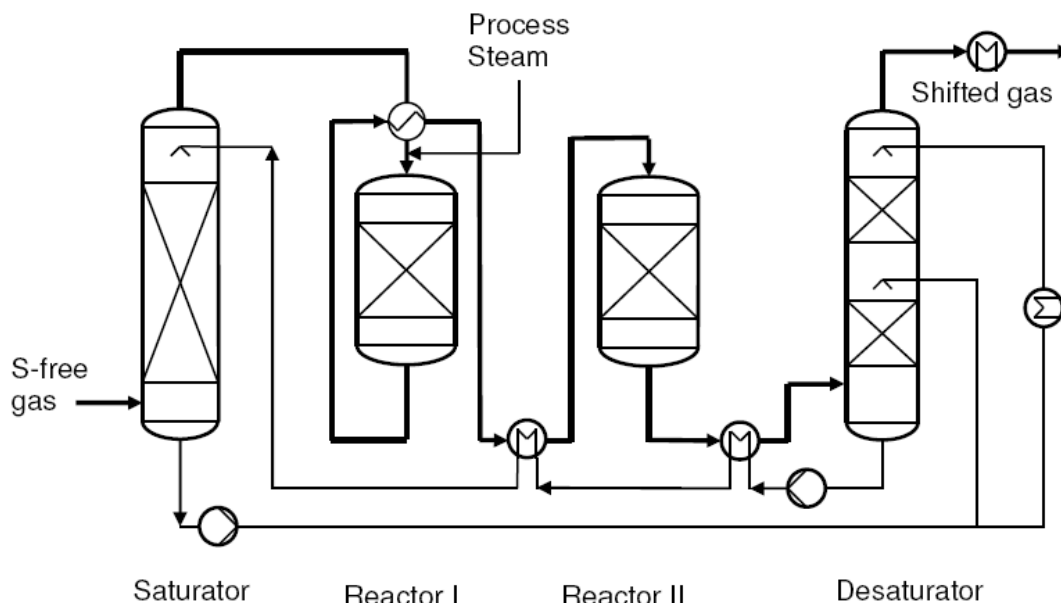 Process
Steam
Shifted gas
S-free
gas
Saturator
Reactor I
Reactor II
Desaturator